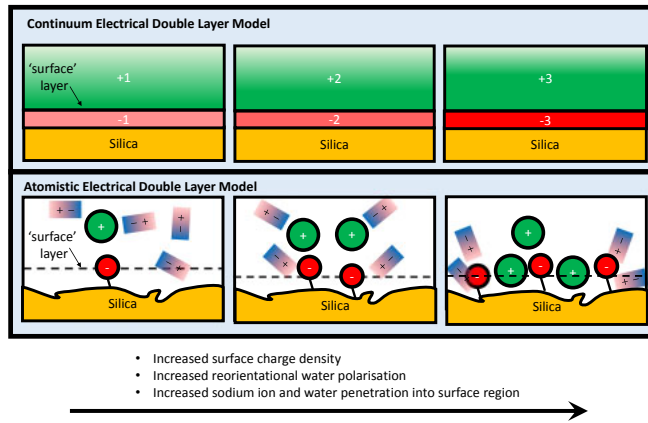 Continuum Electrical Double Layer Model
'surface'
layer
+1
+2
+3
-1
-2
-3
Silica
Silica
Silica
Atomistic Electrical Double Layer Model
+ -
- +
+
-
+
+
+
-
+
+
- +
+ -
+ -
- +
'surface'
layer
-
+ -
-
-
+ -
- +
-
+
-
+
-
- +
Silica
Silica
Silica
• Increased surface charge density
• Increased reorientational water polarisation
• Increased sodium ion and water penetration into surface region